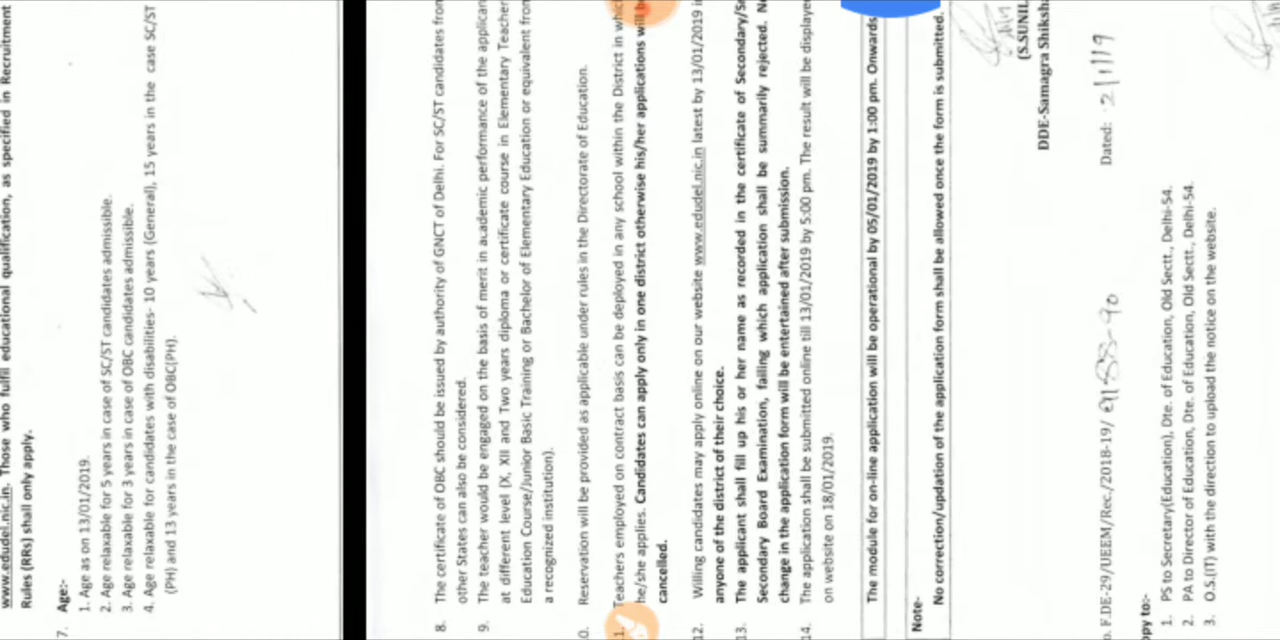 www.edudel.nic.in. Those who fulfil educational qualification, as specified in Recruitment
Rules (RRs) shall only apply.
7. Age:-
1. Age as on 13/01/2019.
2. Age relaxable for 5 years in case of SC/ST candidates admissible.
3. Age relaxable for 3 years in case of OBC candidates admissible.
4. Age relaxable for candidates with disabilities- 10 years (General), 15 years in the case SC/ST
(PH) and 13 years in the case of OBC(PH).
8. The certificate of OBC should be issued by authority of GNCT of Delhi. For SC/ST candidates from
other States can also be considered.
9. The teacher would be engaged on the basis of merit in academic performance of the applican
at different level (X, XII and Two years diploma or certificate course in Elementary Teacher
Education Course/Junior Basic Training or Bachelor of Elementary Education or equivalent from
a recognized institution).
0. Reservation will be provided as applicable under rules in the Directorate of Education.
1. Teachers employed on contract basis can be deployed in any school within the District in whic
he/she applies. Candidates can apply only in one district otherwise his/her applications will be
cancelled.
12. Willing candidates may apply online on our website www.edudel.nic.in latest by 13/01/2019 i
anyone of the district of their choice.
13. The applicant shall fill up his or her name as recorded in the certificate of Secondary/Sr
Secondary Board Examination, failing which application shall be summarily rejected. N
change in the application form will be entertained after submission.
14. The application shall be submitted online till 13/01/2019 by 5:00 pm. The result will be displaye
on website on 18/01/2019.
The module for on-line application will be operational by 05/01/2019 by 1:00 pm. Onwards
Note-
No correction/updation of the application form shall be allowed once the form is submitted.
(S.SUNIL
DDE-Samagra Shiksha
o. F.DE-29/UEEM/Rec./2018-19/ Dated: 2/1/19
opy to:-
1. PS to Secretary(Education), Dte. of Education, Old Sectt., Delhi-54.
2. PA to Director of Education, Dte. of Education, Old Sectt., Delhi-54.
3. O.S.(IT) with the direction to upload the notice on the website.